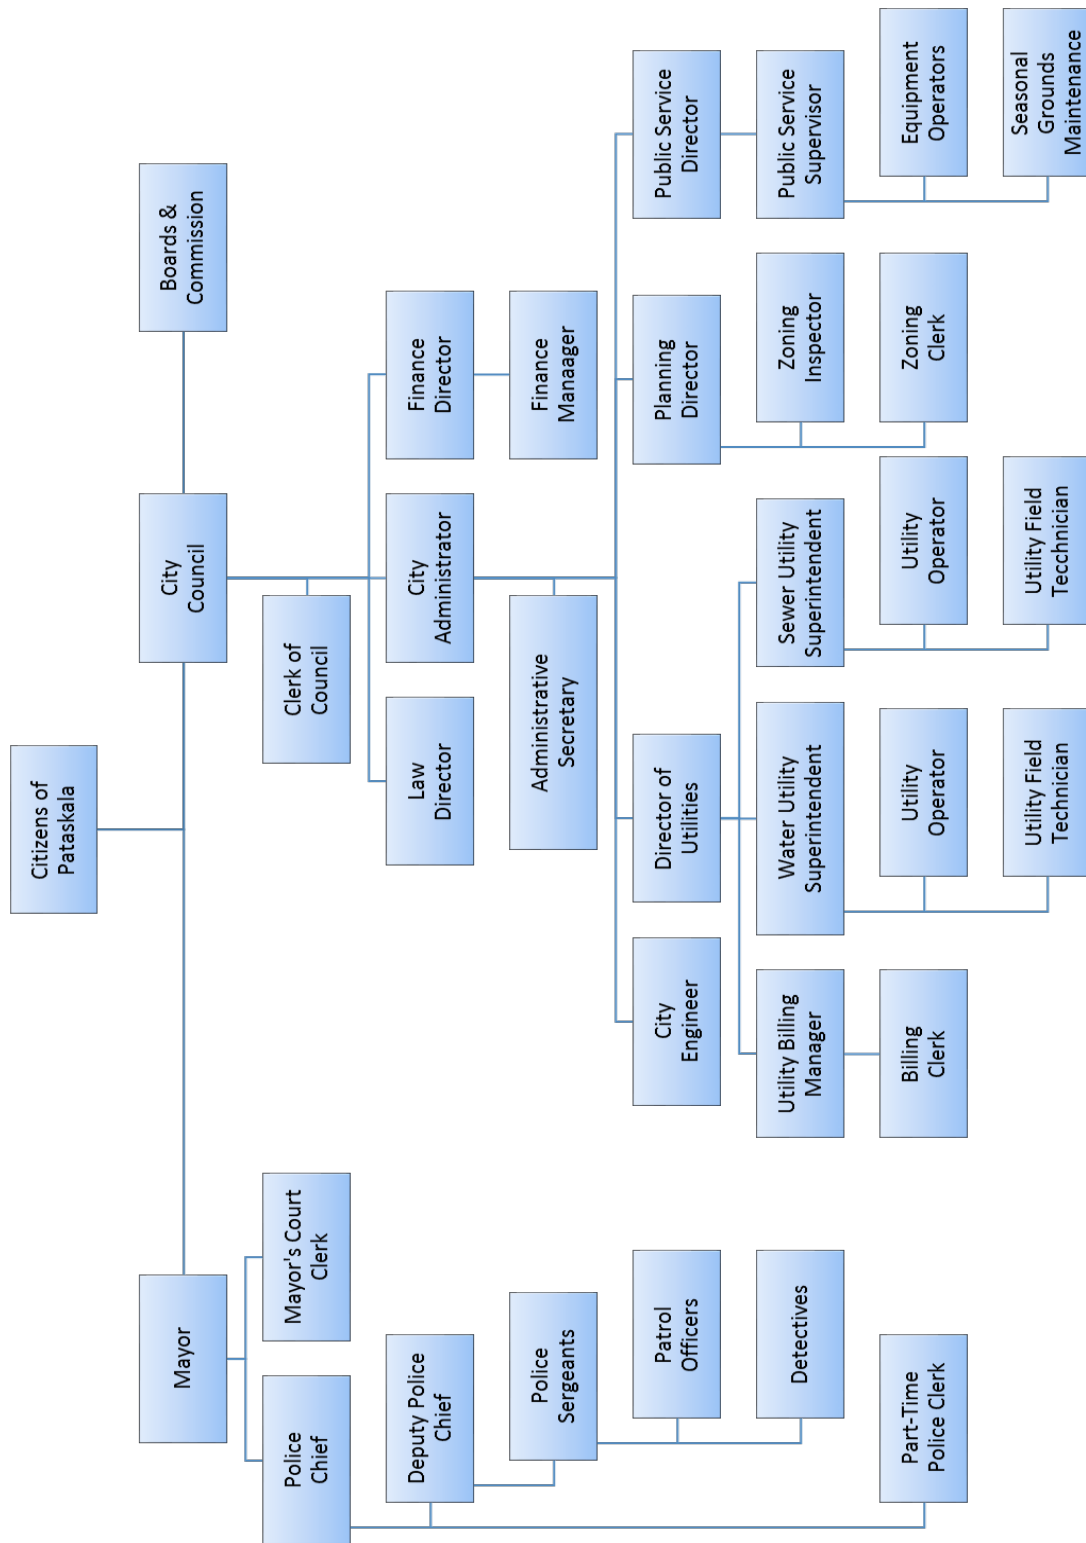 Citizens of
Pataskala
Mayor
City
Council
Boards &
Commission
Police
Chief
Mayor's Court
Clerk
Clerk of
Council
Deputy Police
Chief
Law
Director
City
Administrator
Finance
Director
Police
Sergeants
Administrative
Secretary
Finance
Manaager
Patrol
Officers
City
Engineer
Director of
Utilities
Planning
Director
Public Service
Director
Detectives
Utility Billing
Manager
Water Utility
Superintendent
Sewer Utility
Superintendent
Zoning
Inspector
Public Service
Supervisor
Part-Time
Police Clerk
Billing
Clerk
Utility
Operator
Utility
Operator
Zoning
Clerk
Equipment
Operators
Utility Field
Technician
Utility Field
Tecchnician
Seasonal
Grounds
Maintenance